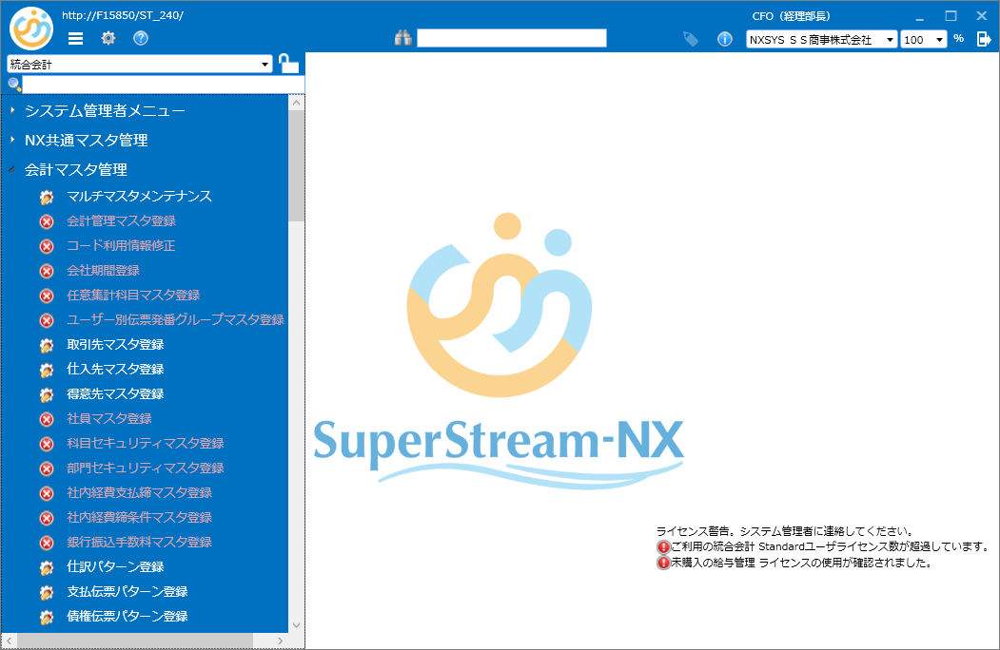 http://F15850/ST_240/
CFO（経理部長）
NXSYS ＳＳ商事株式会社
100
%
統合会計
システム管理者メニュー
NX共通マスタ管理
会計マスタ管理
マルチマスタメンテナンス
会計管理マスタ登録
コード利用情報修正
会社期間登録
任意集計科目マスタ登録
ユーザー別伝票発番グループマスタ登録
取引先マスタ登録
仕入先マスタ登録
得意先マスタ登録
社員マスタ登録
科目セキュリティマスタ登録
部門セキュリティマスタ登録
社内経費支払締マスタ登録
社内経費締条件マスタ登録
銀行振込手数料マスタ登録
仕訳パターン登録
支払伝票パターン登録
債権伝票パターン登録
SuperStream-NX
ライセンス警告。システム管理者に連絡してください。
ご利用の統合会計 Standardユーザライセンス数が超過しています。
未購入の給与管理 ライセンスの使用が確認されました。